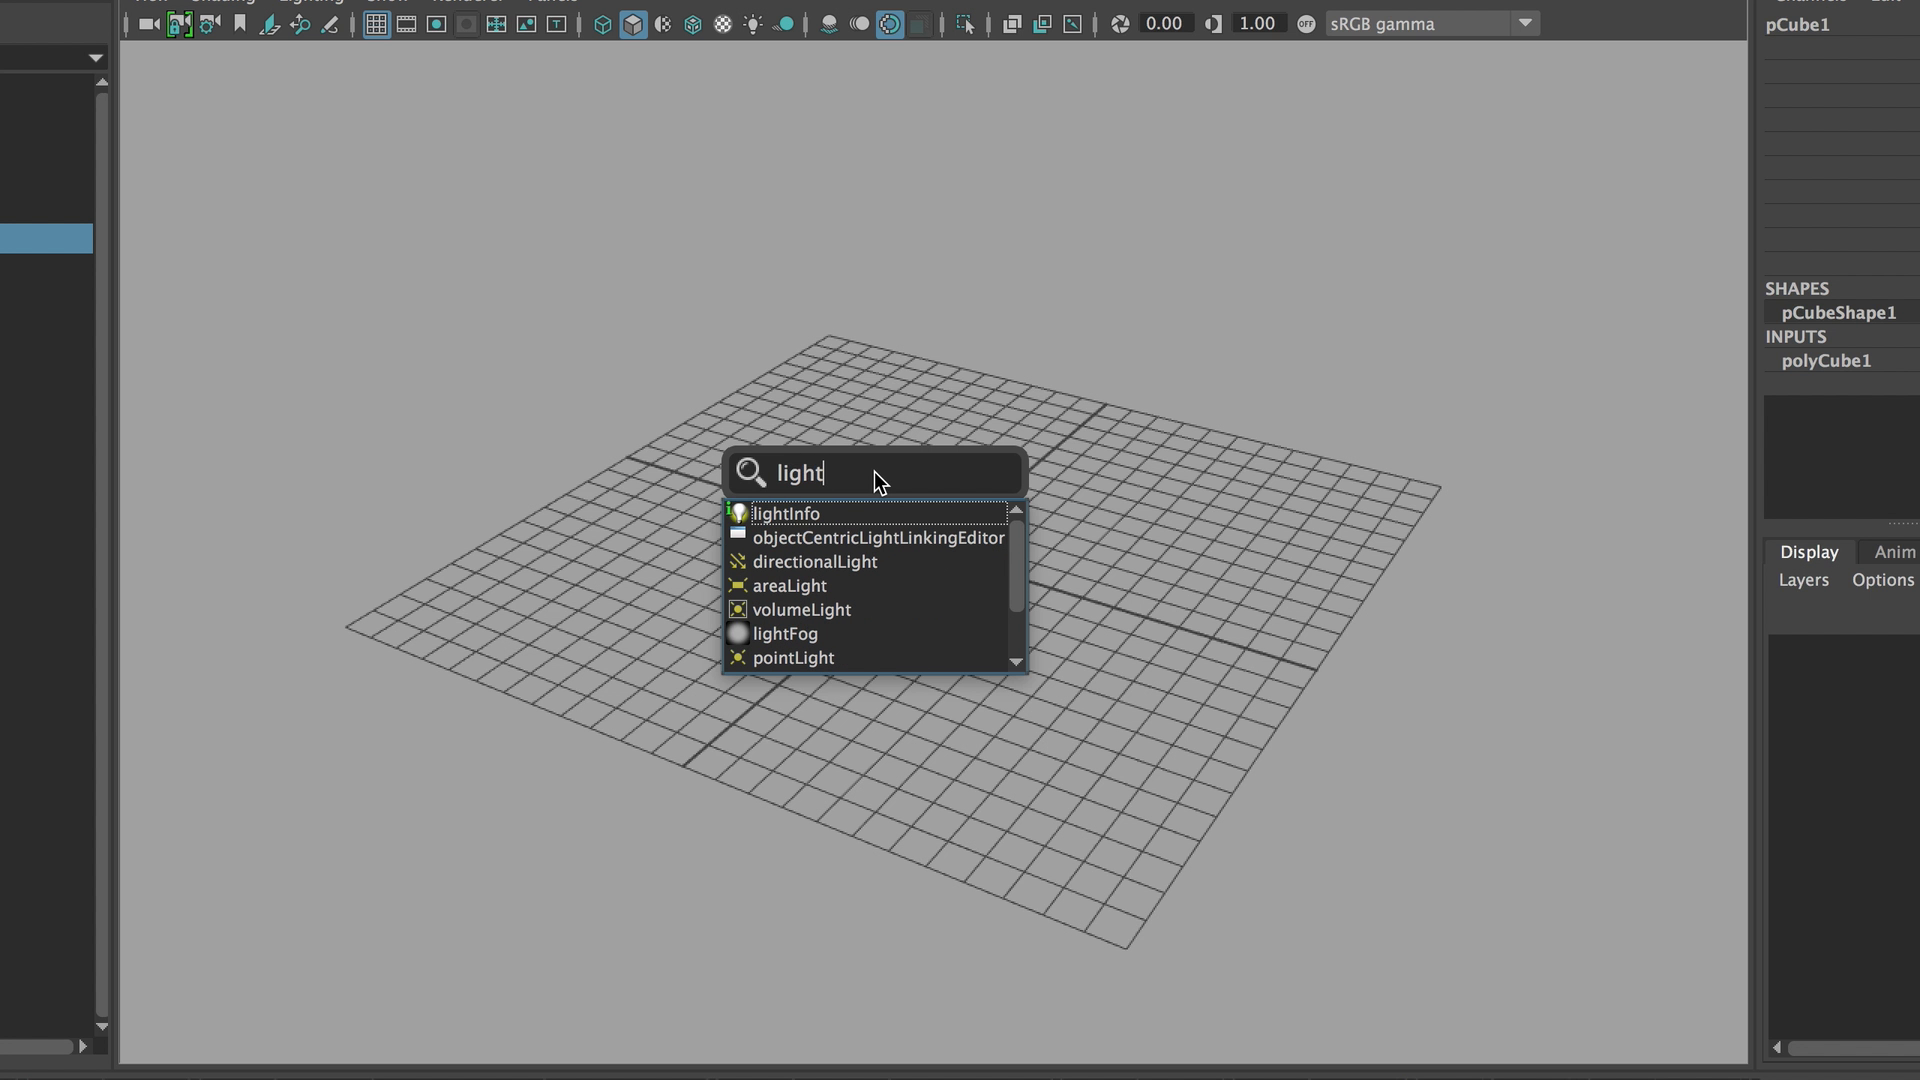 0.00
1.00
OFF
sRGB gamma
pCube1
SHAPES
pCubeShape1
INPUTS
polyCube1
light
lightInfo
objectCentricLightLinkingEditor
directionalLight
areaLight
volumeLight
lightFog
pointLight
Display
Anim
Layers
Options